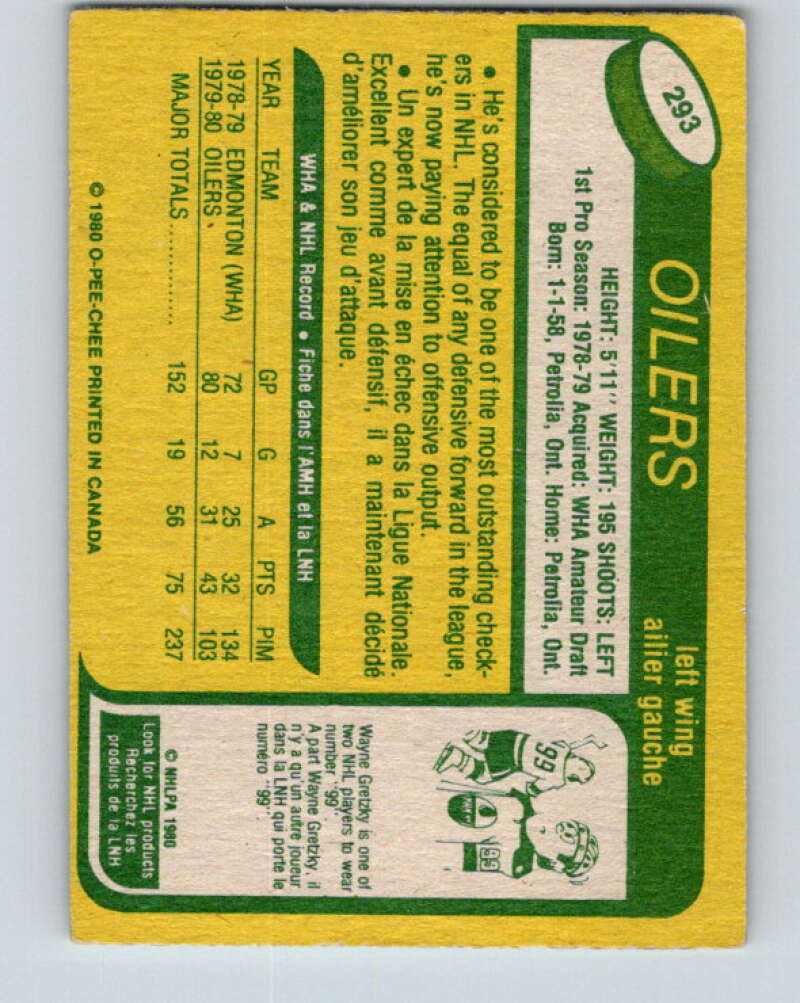 293
OILERS
left wing
ailier gauche
HEIGHT: 5'11" WEIGHT: 195 SHOOTS: LEFT
1st Pro Season: 1978-79 Acquired: WHA Amateur Draft
Born: 1-1-58, Petrolia, Ont. Home: Petrolia, Ont.
• He's considered to be one of the most outstanding check-
ers in NHL. The equal of any defensive forward in the league,
he's now paying attention to offensive output.
• Un expert de la mise en échec dans la Ligue Nationale.
Excellent comme avant défensif, il a maintenant décidé
d'améliorer son jeu d'attaque.
WHA & NHL Record • Fiche dans l'AMH et la LNH
YEAR TEAM GP G A PTS PIM
1978-79 EDMONTON (WHA) 72 7 25 32 134
1979-80 OILERS 80 12 31 43 103
MAJOR TOTALS .............. 152 19 56 75 237
© 1980 O-PEE-CHEE PRINTED IN CANADA
99
99
Wayne Gretzky is one of
two NHL players to wear
number "99".
A part Wayne Gretzky, il
n'y a qu'un autre joueur
dans la LNH qui porte le
numero "99".
© NHLPA 1980
Look for NHL products
Recherchez les
produits de la LNH